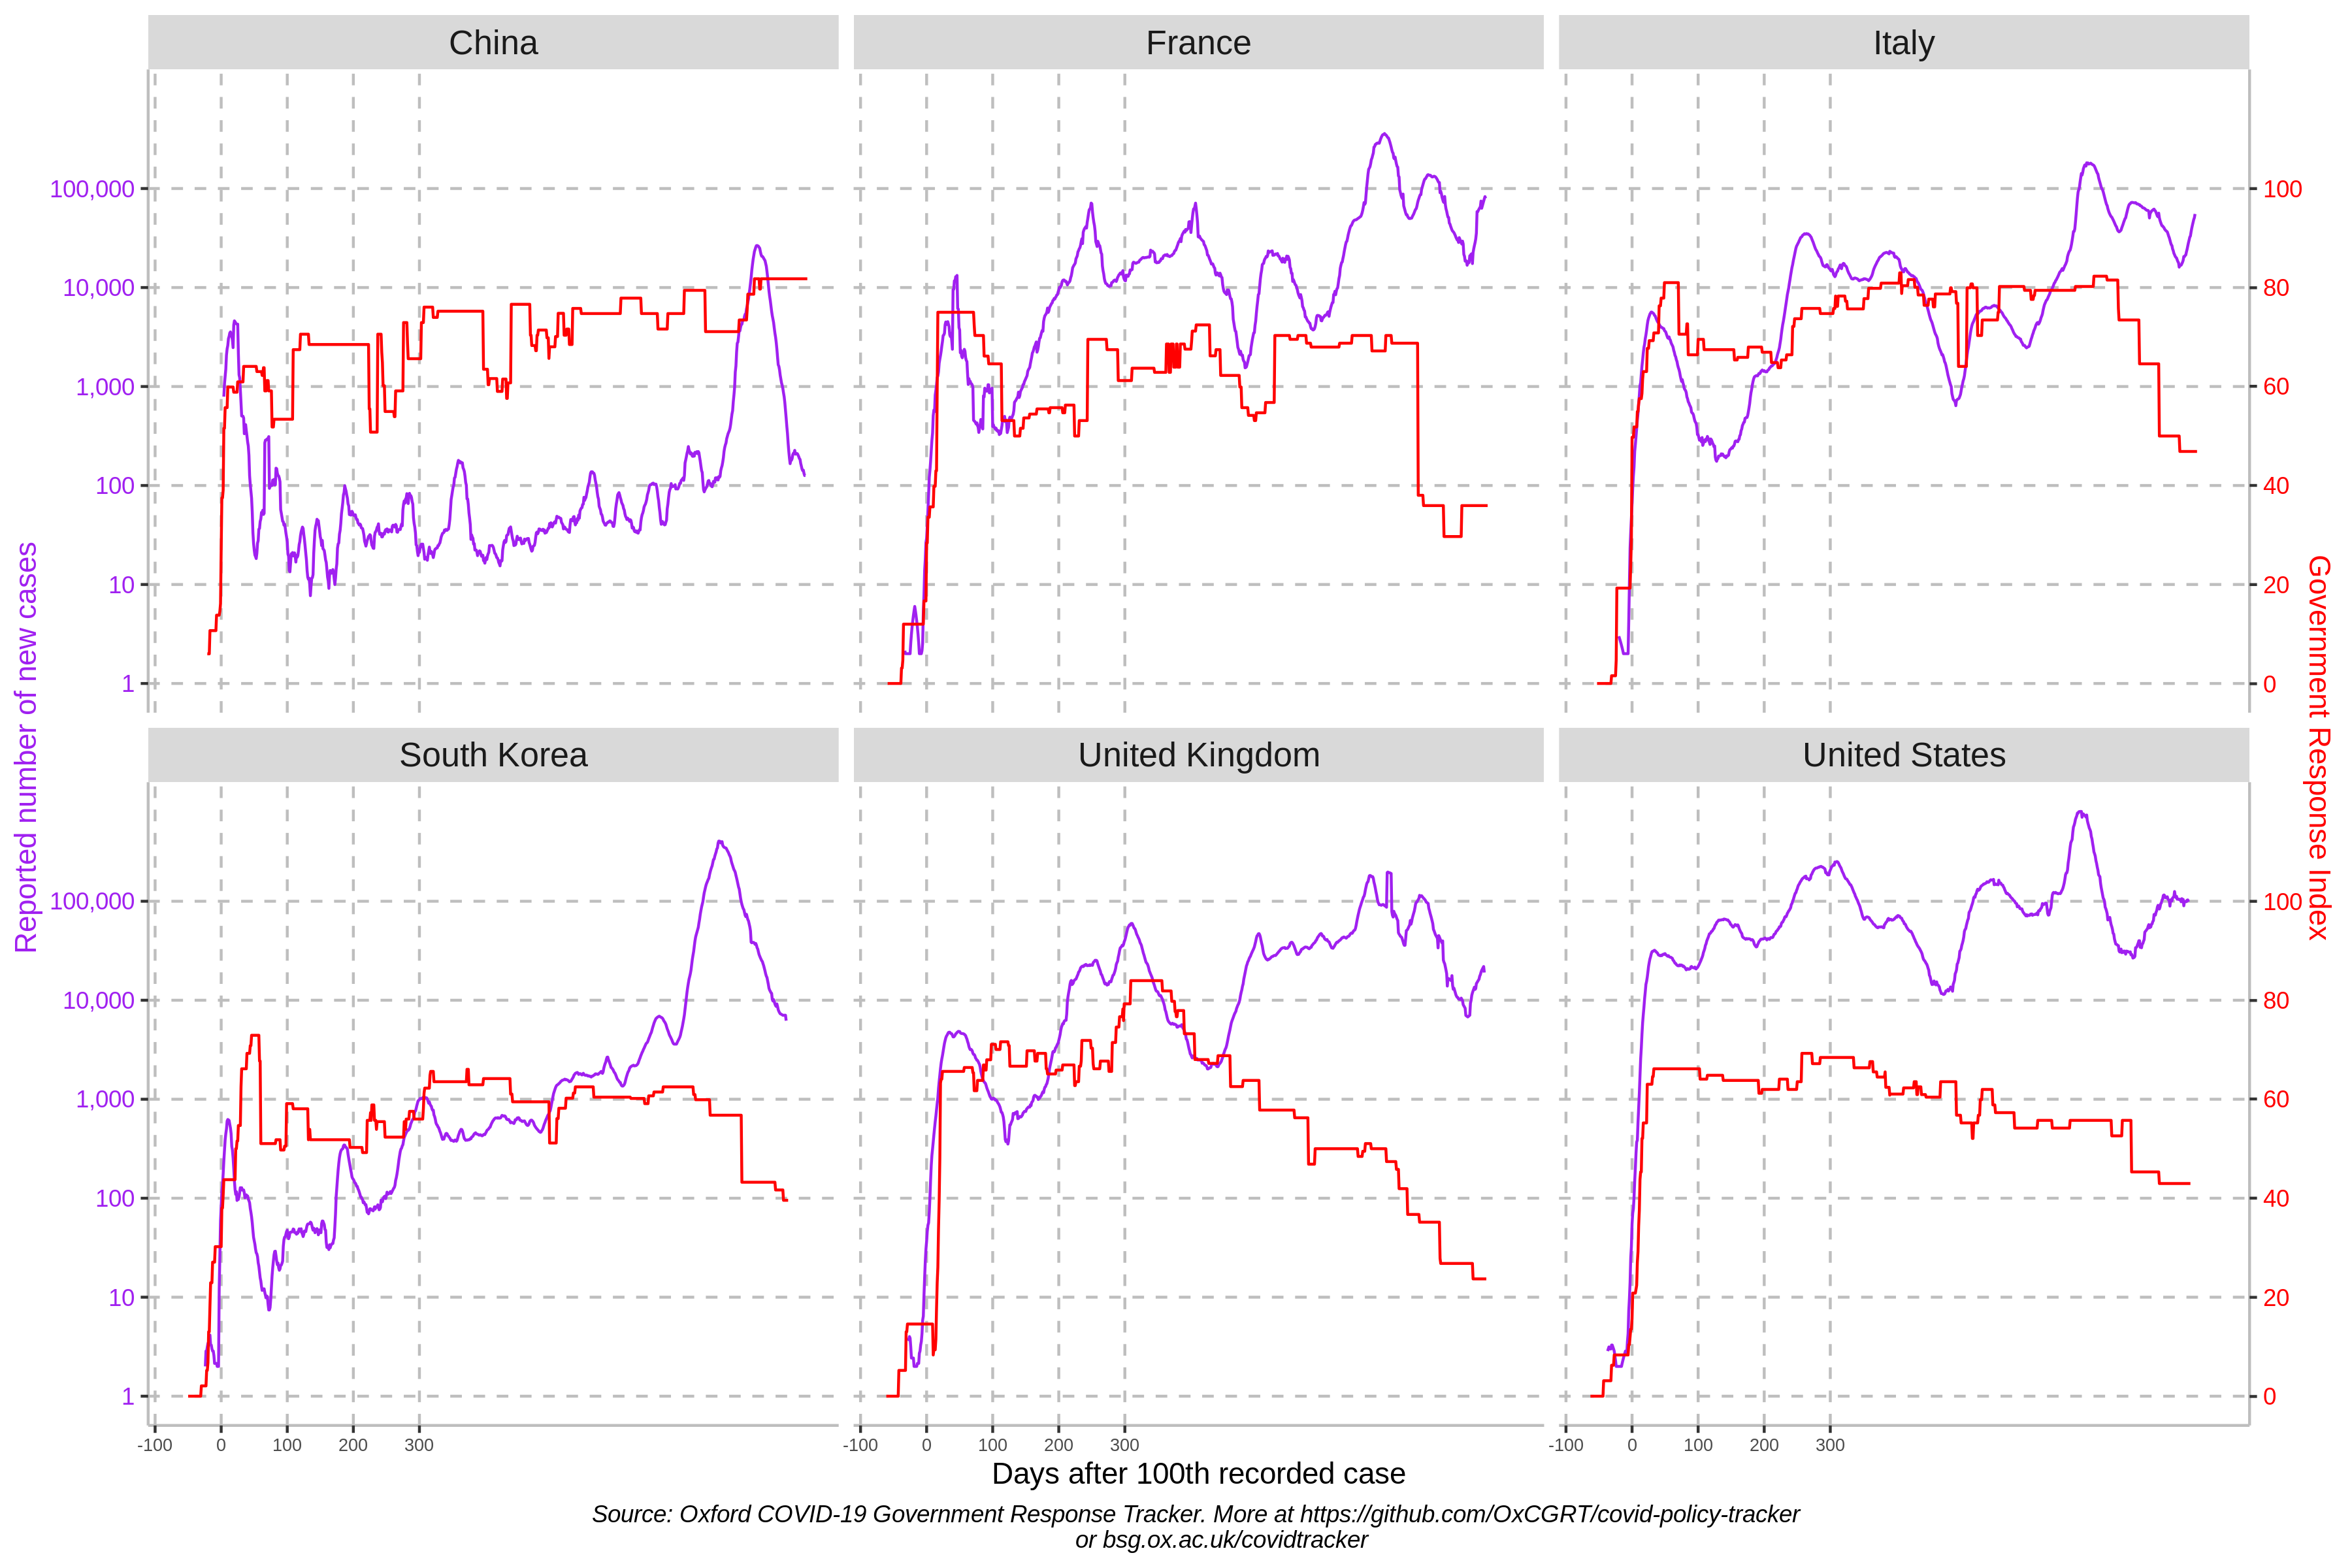 China
France
Italy
100,000
10,000
1,000
100
10
1
100
80
60
40
20
0
Reported number of new cases
Government Response Index
South Korea
United Kingdom
United States
100,000
10,000
1,000
100
10
1
100
80
60
40
20
0
-100 0 100 200 300
-100 0 100 200 300
-100 0 100 200 300
Days after 100th recorded case
Source: Oxford COVID-19 Government Response Tracker. More at https://github.com/OxCGRT/covid-policy-tracker
or bsg.ox.ac.uk/covidtracker